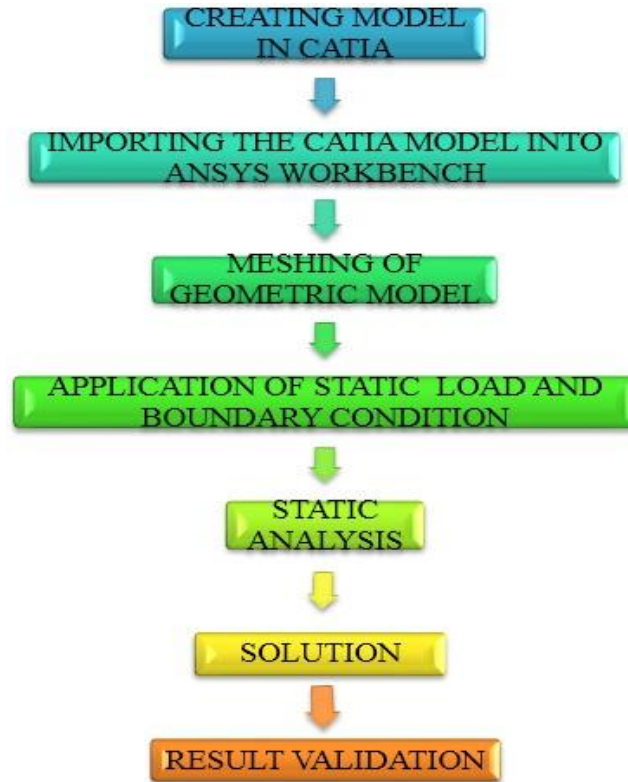 CREATING MODEL
IN CATIA
IMPORTING THE CATIA MODEL INTO
ANSYS WORKBENCH
MESHING OF
GEOMETRIC MODEL
APPLICATION OF STATIC LOAD AND
BOUNDARY CONDITION
STATIC
ANALYSIS
SOLUTION
RESULT VALIDATION